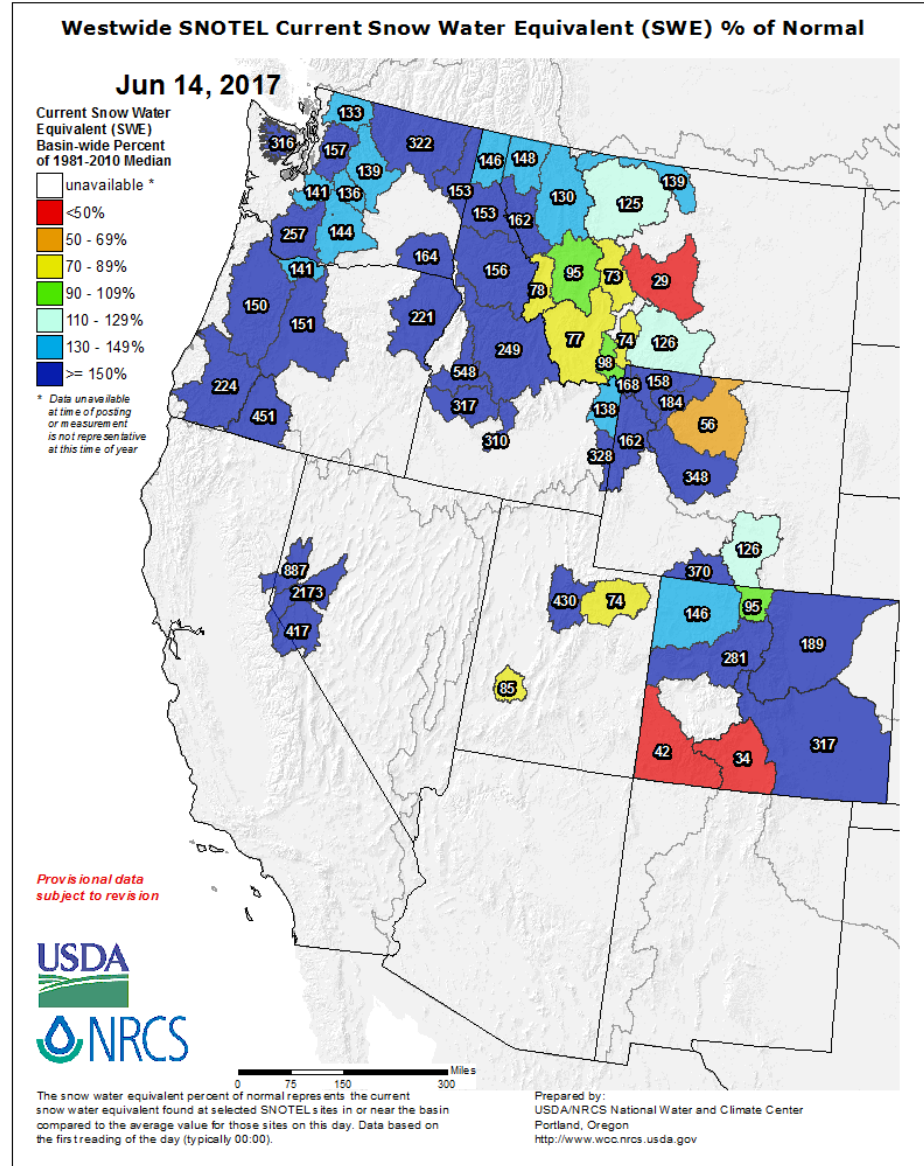 Westwide SNOTEL Current Snow Water Equivalent (SWE) % of Normal
Jun 14, 2017
Current Snow Water
Equivalent (SWE)
Basin-wide Percent
of 1981-2010 Median
unavailable *
<50%
50 - 69%
70 - 89%
90 - 109%
110 - 129%
130 - 149%
>= 150%
* Data unavailable
at time of posting
or measurement
is not representative
at this time of year
133
316
157
322
139
146
148
130
125
139
141
136
153
153
162
257
144
164
156
78
95
73
29
141
150
151
221
77
74
126
249
98
548
168
158
224
317
138
184
451
310
162
56
328
348
126
887
370
2173
430
74
146
95
417
281
189
85
42
34
317
Provisional data
subject to revision
USDA
NRCS
Miles
0 75 150 300
The snow water equivalent percent of normal represents the current
snow water equivalent found at selected SNOTEL sites in or near the basin
compared to the average value for those sites on this day. Data based on
the first reading of the day (typically 00:00).
Prepared by:
USDA/NRCS National Water and Climate Center
Portland, Oregon
http://www.wcc.nrcs.usda.gov